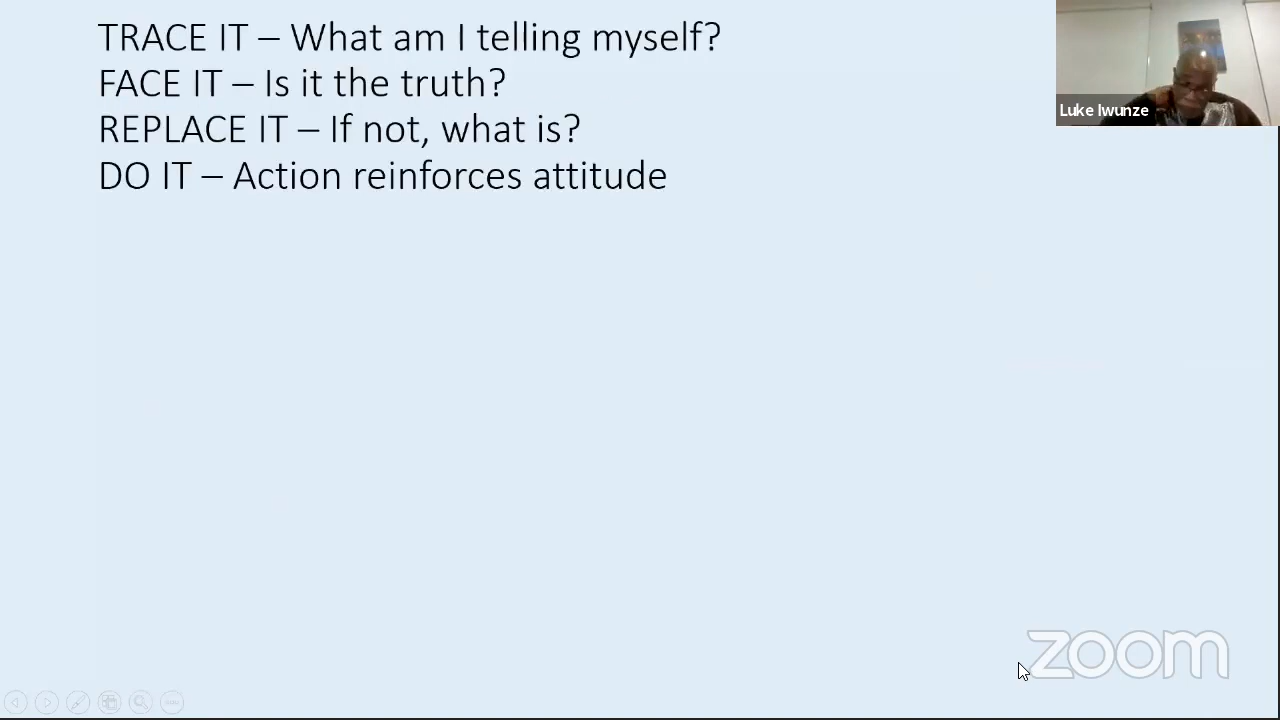 TRACE IT – What am I telling myself?
FACE IT – Is it the truth?
REPLACE IT – If not, what is?
DO IT – Action reinforces attitude
Luke Iwunze
zoom